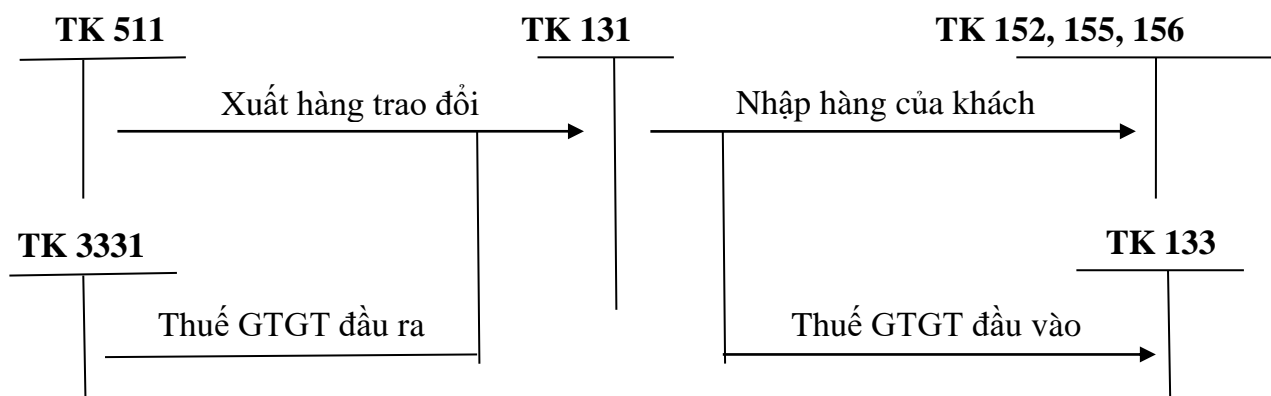 TK 511
TK 131
TK 152, 155, 156
Xuất hàng trao đổi
Nhập hàng của khách
TK 3331
TK 133
Thuế GTGT đầu ra
Thuế GTGT đầu vào